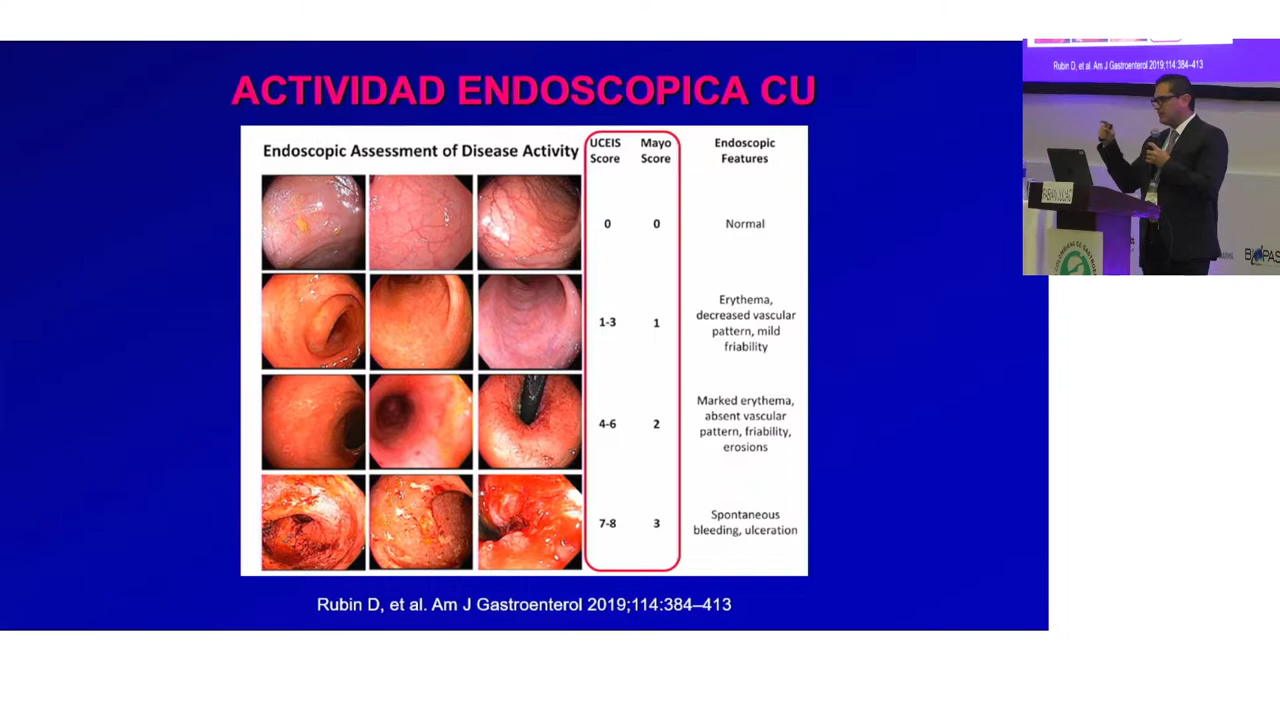 ACTIVIDAD ENDOSCOPICA CU
Endoscopic Assessment of Disease Activity
UCEIS
Score
Mayo
Score
Endoscopic
Features
0
0
Normal
1-3
1
Erythema,
decreased vascular
pattern, mild
friability
4-6
2
Marked erythema,
absent vascular
pattern, friability,
erosions
7-8
3
Spontaneous
bleeding, ulceration
Rubin D, et al. Am J Gastroenterol 2019;114:384–413
Rubin D, et al. Am J Gastroenterol 2019;114:384–413